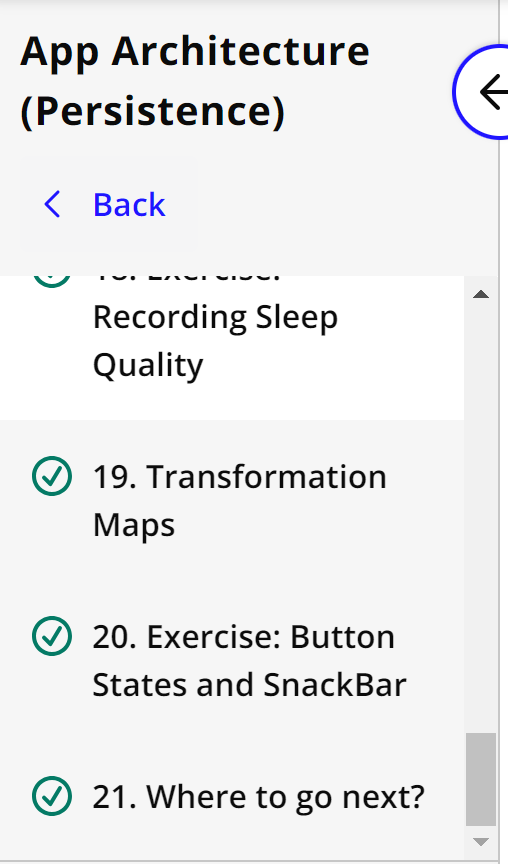 App Architecture
(Persistence)
Back
18. Exercise:
Recording Sleep
Quality
19. Transformation
Maps
20. Exercise: Button
States and SnackBar
21. Where to go next?